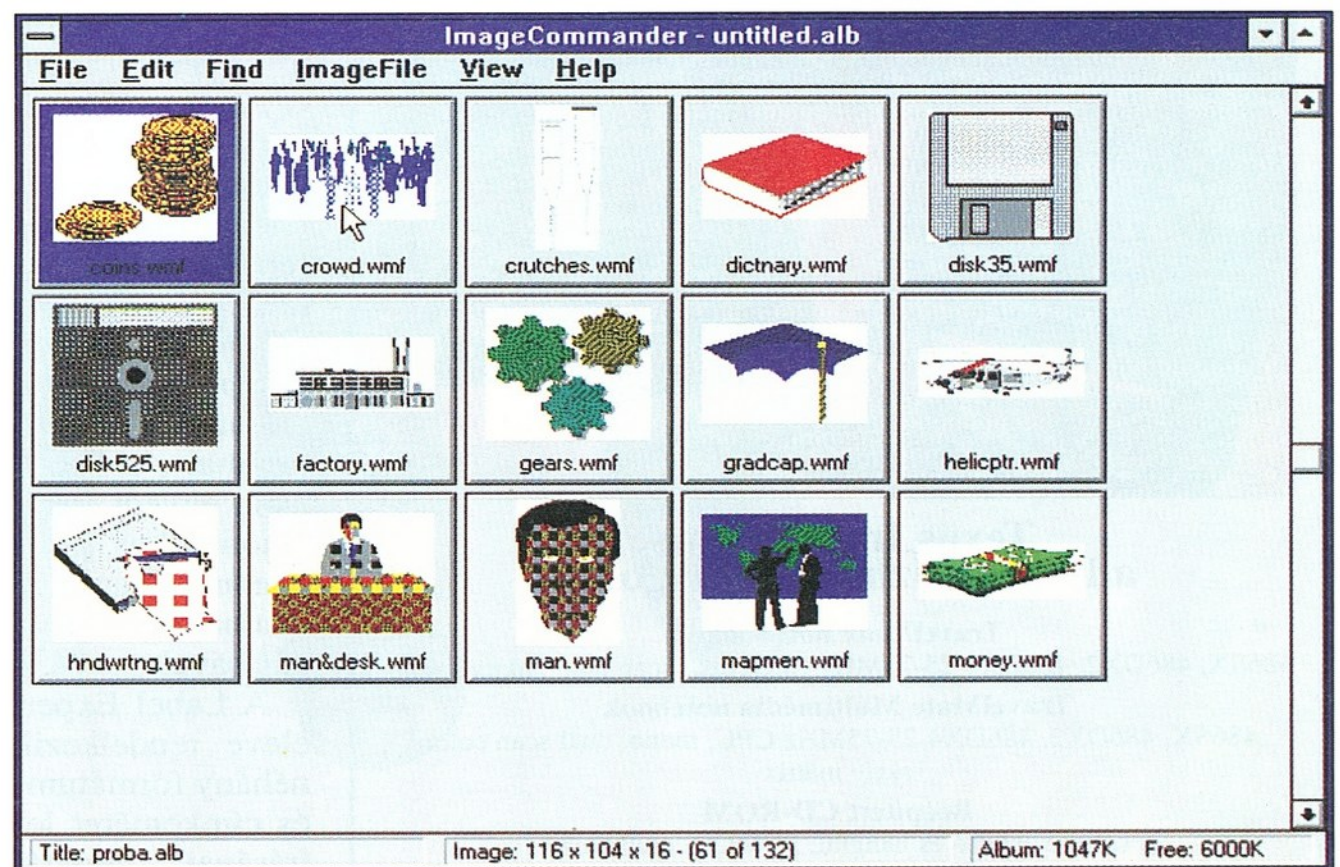 ImageCommander - untitled.alb
File Edit Find ImageFile View Help
coins.wmf crowd.wmf crutches.wmf dictnary.wmf disk35.wmf
disk525.wmf factory.wmf gears.wmf gradcap.wmf helicptr.wmf
hndwrtng.wmf man&desk.wmf man.wmf mapmen.wmf money.wmf
Title: proba.alb Image: 116 x 104 x 16 - (61 of 132) Album: 1047K Free: 6000K